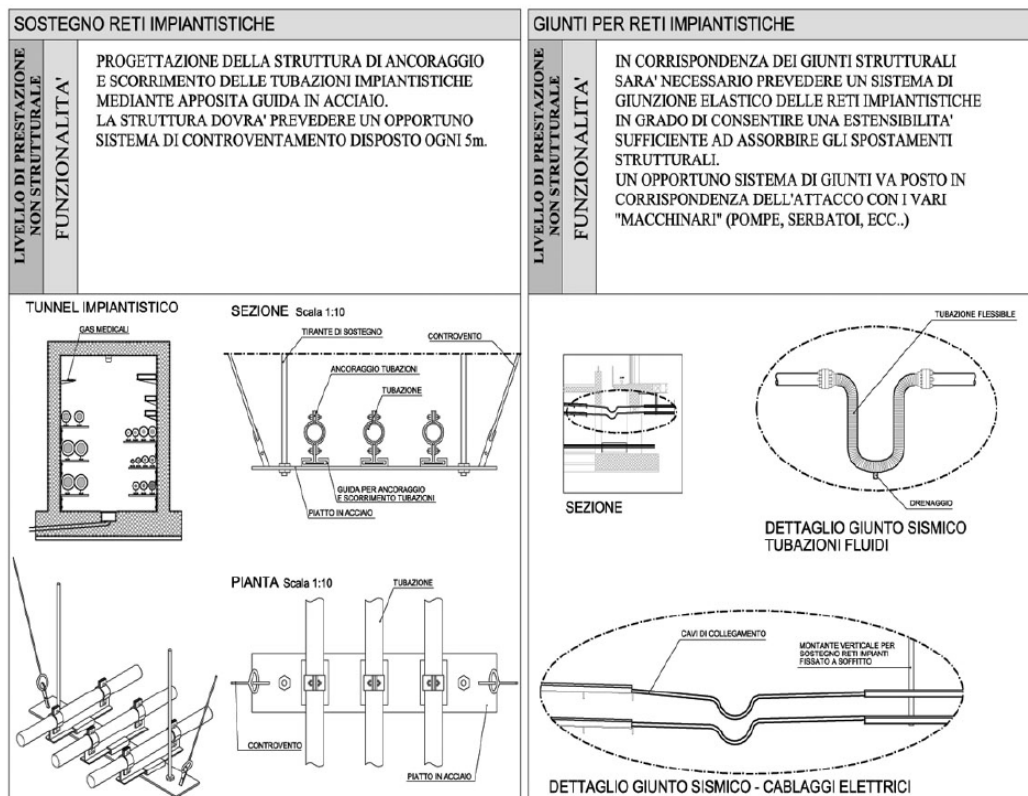 SOSTEGNO RETI IMPIANTISTICHE
LIVELLO DI PRESTAZIONE
NON STRUTTURALE
FUNZIONALITA'
PROGETTAZIONE DELLA STRUTTURA DI ANCORAGGIO
E SCORRIMENTO DELLE TUBAZIONI IMPIANTISTICHE
MEDIANTE APPOSITA GUIDA IN ACCIAIO.
LA STRUTTURA DOVRA' PREVEDERE UN OPPORTUNO
SISTEMA DI CONTROVENTAMENTO DISPOSTO OGNI 5m.
TUNNEL IMPIANTISTICO
GAS MEDICALI
SEZIONE Scala 1:10
TIRANTE DI SOSTEGNO
CONTROVENTO
ANCORAGGIO TUBAZIONI
TUBAZIONE
GUIDA PER ANCORAGGIO
E SCORRIMENTO TUBAZIONI
PIATTO IN ACCIAIO
PIANTA Scala 1:10
TUBAZIONE
CONTROVENTO
PIATTO IN ACCIAIO
GIUNTI PER RETI IMPIANTISTICHE
LIVELLO DI PRESTAZIONE
NON STRUTTURALE
FUNZIONALITA'
IN CORRISPONDENZA DEI GIUNTI STRUTTURALI
SARA' NECESSARIO PREVEDERE UN SISTEMA DI
GIUNZIONE ELASTICO DELLE RETI IMPIANTISTICHE
IN GRADO DI CONSENTIRE UNA ESTENSIBILITA'
SUFFICIENTE AD ASSORBIRE GLI SPOSTAMENTI
STRUTTURALI.
UN OPPORTUNO SISTEMA DI GIUNTI VA POSTO IN
CORRISPONDENZA DELL'ATTACCO CON I VARI
"MACCHINARI" (POMPE, SERBATOI, ECC..)
TUBAZIONE FLESSIBILE
DRENAGGIO
SEZIONE
DETTAGLIO GIUNTO SISMICO
TUBAZIONI FLUIDI
CAVI DI COLLEGAMENTO
MONTANTE VERTICALE PER
SOSTEGNO RETI IMPIANTI
FISSATO A SOFFITTO
DETTAGLIO GIUNTO SISMICO - CABLAGGI ELETTRICI